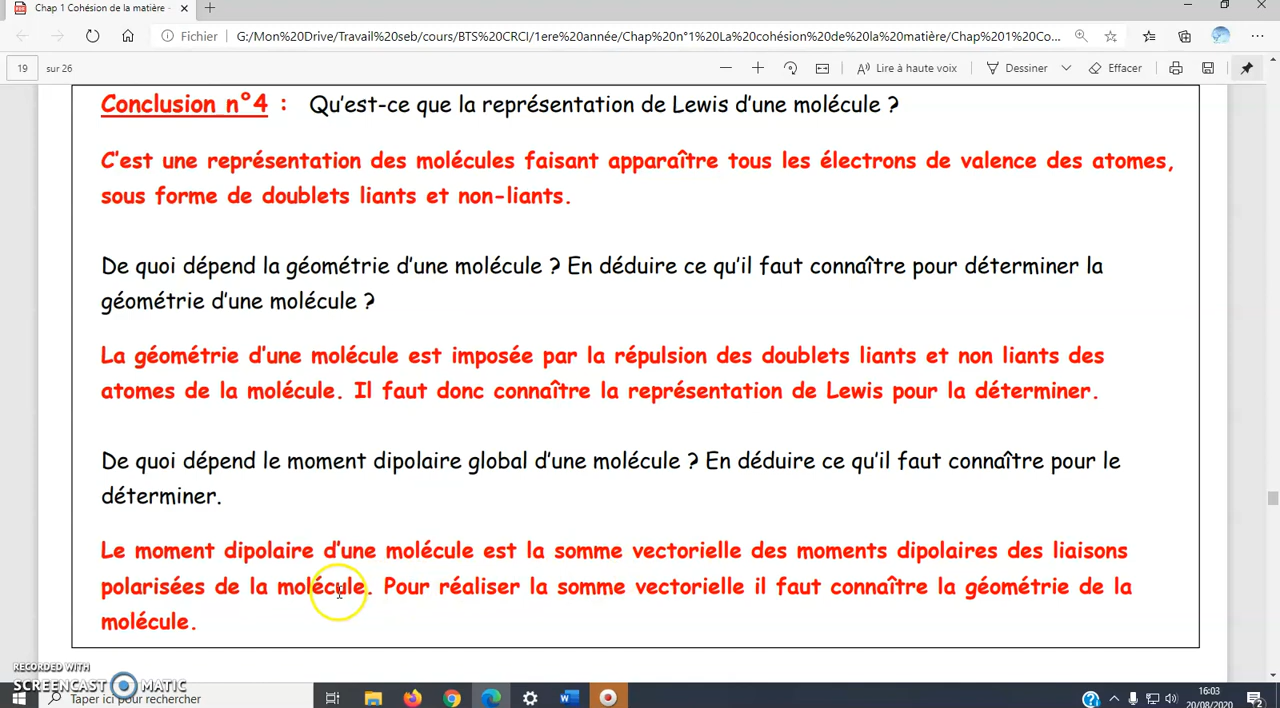 Chap 1 Cohésion de la matière -
Fichier
G:/Mon%20Drive/Travail%20seb/cours/BTS%20CRCI/1ere%20année/Chap%20n°1%20La%20cohésion%20de%20la%20matière/Chap%201%20Co...
19 sur 26
Lire à haute voix
Dessiner
Effacer
Conclusion n°4 : Qu'est-ce que la représentation de Lewis d'une molécule ?
C'est une représentation des molécules faisant apparaître tous les électrons de valence des atomes,
sous forme de doublets liants et non-liants.
De quoi dépend la géométrie d'une molécule ? En déduire ce qu'il faut connaître pour déterminer la
géométrie d'une molécule ?
La géométrie d'une molécule est imposée par la répulsion des doublets liants et non liants des
atomes de la molécule. Il faut donc connaître la représentation de Lewis pour la déterminer.
De quoi dépend le moment dipolaire global d'une molécule ? En déduire ce qu'il faut connaître pour le
déterminer.
Le moment dipolaire d'une molécule est la somme vectorielle des moments dipolaires des liaisons
polarisées de la molécule. Pour réaliser la somme vectorielle il faut connaître la géométrie de la
molécule.
RECORDED WITH
SCREENCAST MATIC
Taper ici pour rechercher
16:03
20/08/2020